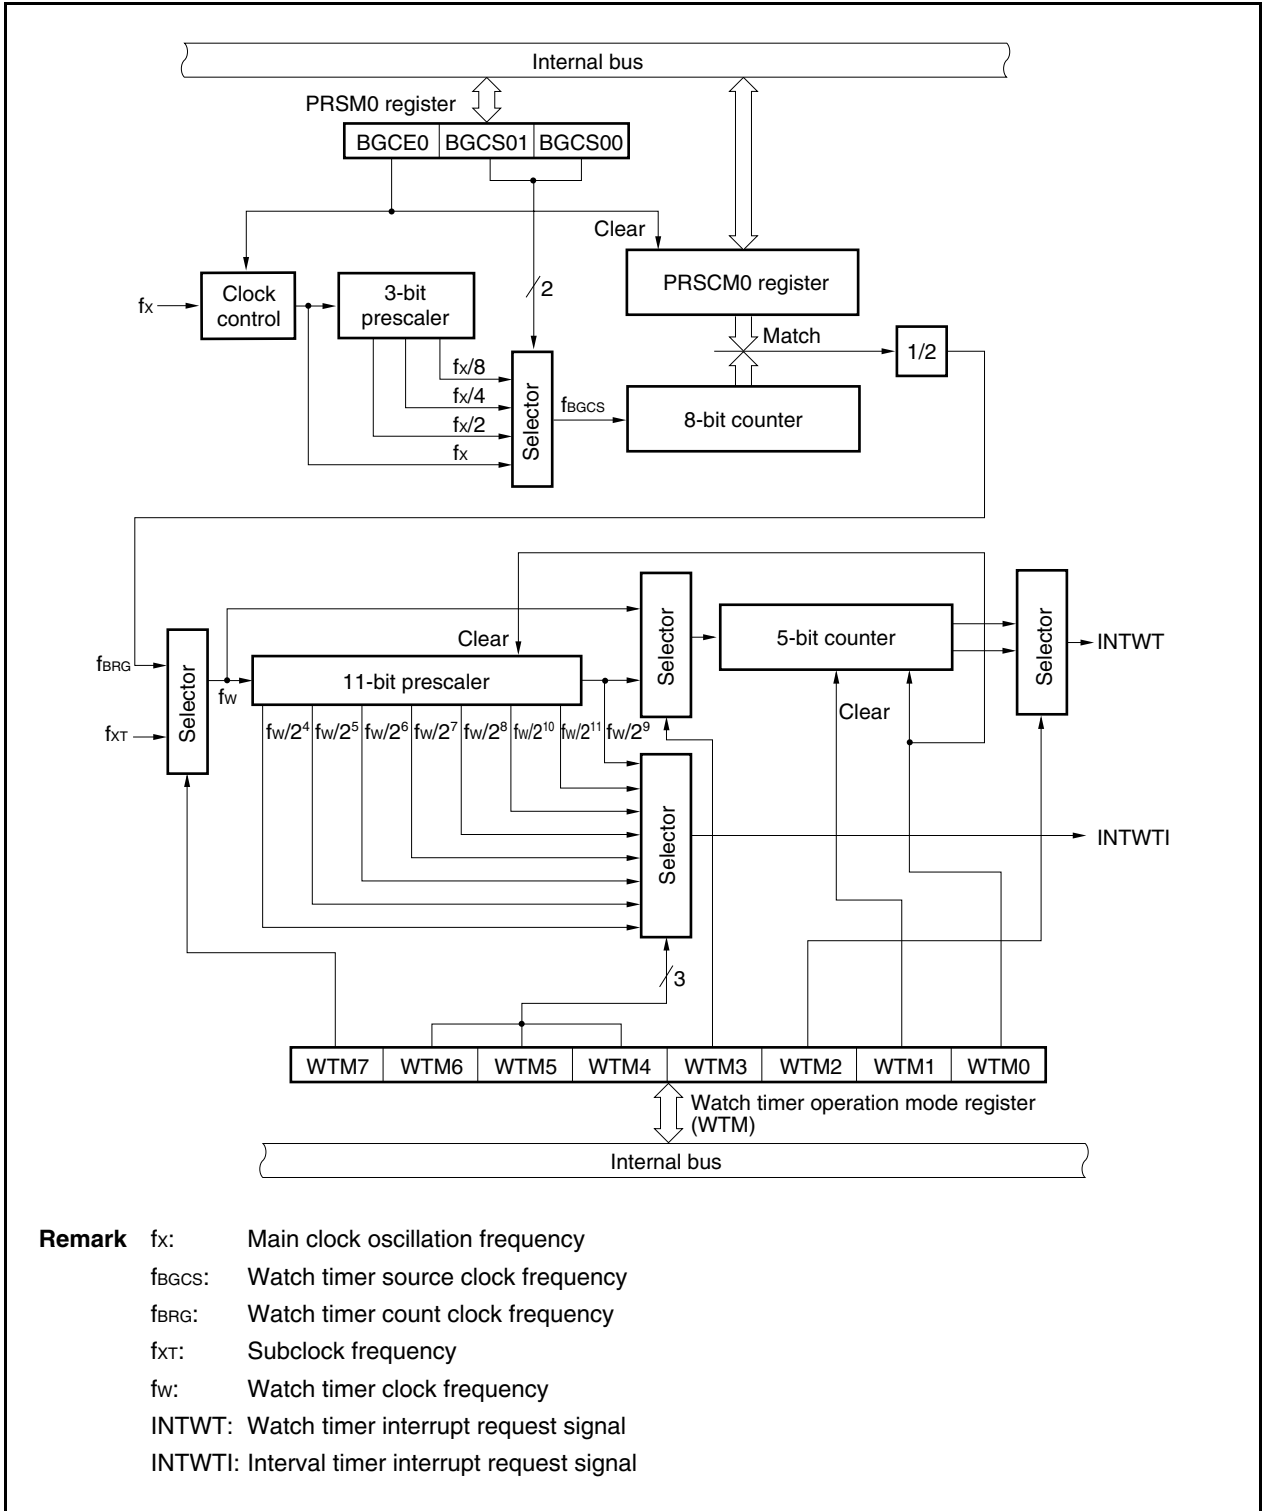 Internal bus
PRSM0 register
BGCE0 BGCS01 BGCS00
Clear
PRSCM0 register
2
fX
Clock
control
3-bit
prescaler
Match
1/2
fX/8
fX/4
fX/2
fX
Selector
fBGCS
8-bit counter
Selector
Selector
5-bit counter
INTWT
Clear
fBRG
Selector
fW
11-bit prescaler
Clear
fXT
fW/2⁴ fW/2⁵ fW/2⁶ fW/2⁷ fW/2⁸ fW/2¹⁰ fW/2¹¹ fW/2⁹
Selector
INTWTI
3
WTM7 WTM6 WTM5 WTM4 WTM3 WTM2 WTM1 WTM0
Watch timer operation mode register
(WTM)
Internal bus
Remark fX: Main clock oscillation frequency
fBGCS: Watch timer source clock frequency
fBRG: Watch timer count clock frequency
fXT: Subclock frequency
fW: Watch timer clock frequency
INTWT: Watch timer interrupt request signal
INTWTI: Interval timer interrupt request signal